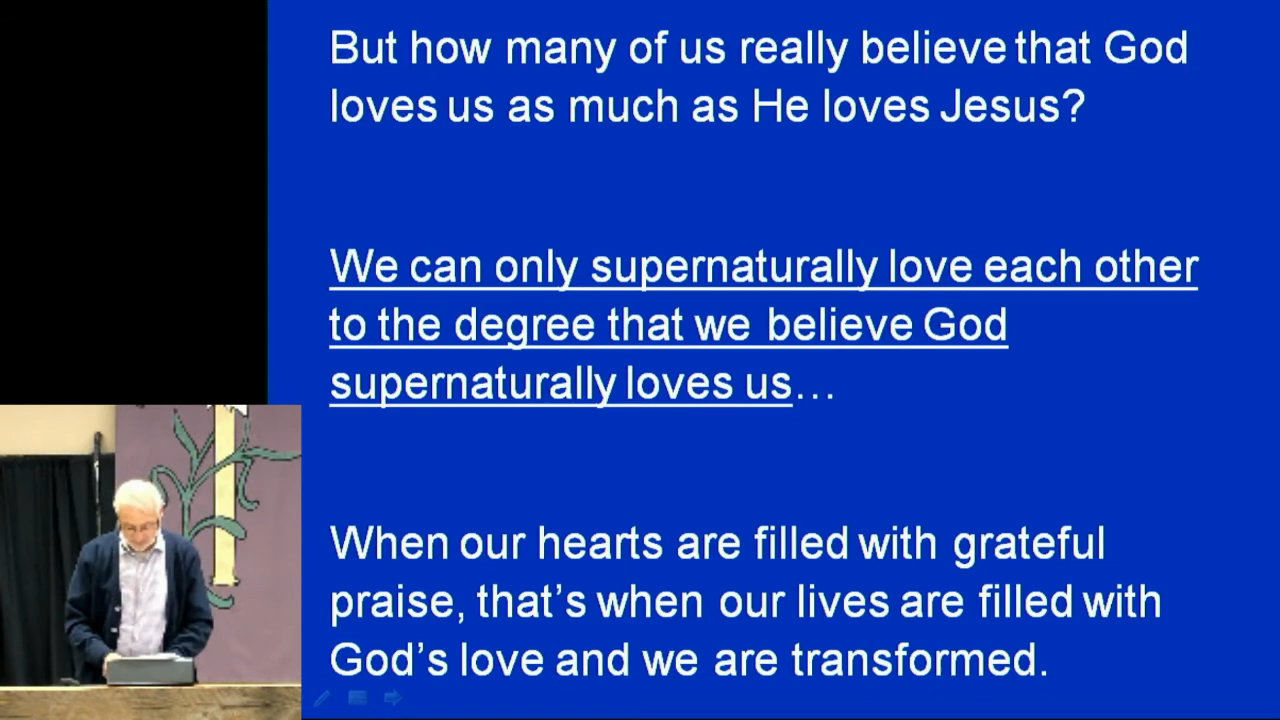 But how many of us really believe that God
loves us as much as He loves Jesus?
We can only supernaturally love each other
to the degree that we believe God
supernaturally loves us…
When our hearts are filled with grateful
praise, that’s when our lives are filled with
God’s love and we are transformed.